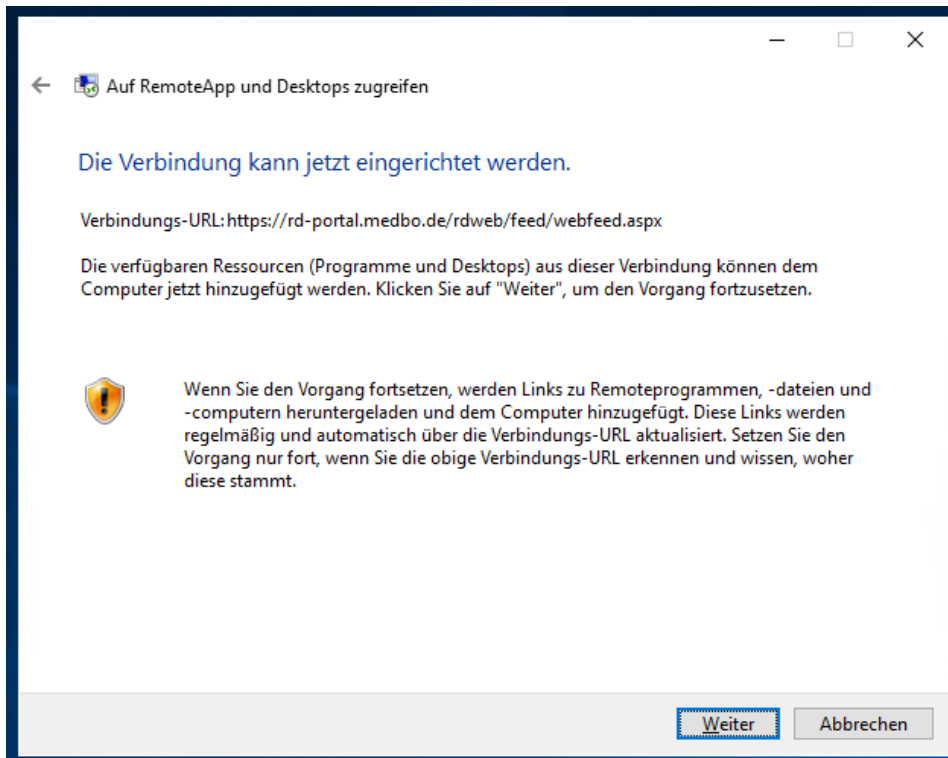 Auf RemoteApp und Desktops zugreifen
Die Verbindung kann jetzt eingerichtet werden.
Verbindungs-URL:https://rd-portal.medbo.de/rdweb/feed/webfeed.aspx
Die verfügbaren Ressourcen (Programme und Desktops) aus dieser Verbindung können dem
Computer jetzt hinzugefügt werden. Klicken Sie auf "Weiter", um den Vorgang fortzusetzen.
Wenn Sie den Vorgang fortsetzen, werden Links zu Remoteprogrammen, -dateien und
-computern heruntergeladen und dem Computer hinzugefügt. Diese Links werden
regelmäßig und automatisch über die Verbindungs-URL aktualisiert. Setzen Sie den
Vorgang nur fort, wenn Sie die obige Verbindungs-URL erkennen und wissen, woher
diese stammt.
Weiter Abbrechen